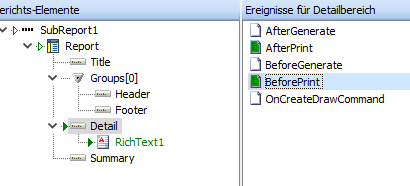 erichts-Elemente
SubReport1
Report
Title
Groups[0]
Header
Footer
Detail
RichText1
Summary
Ereignisse für Detailbereich
AfterGenerate
AfterPrint
BeforeGenerate
BeforePrint
OnCreateDrawCommand